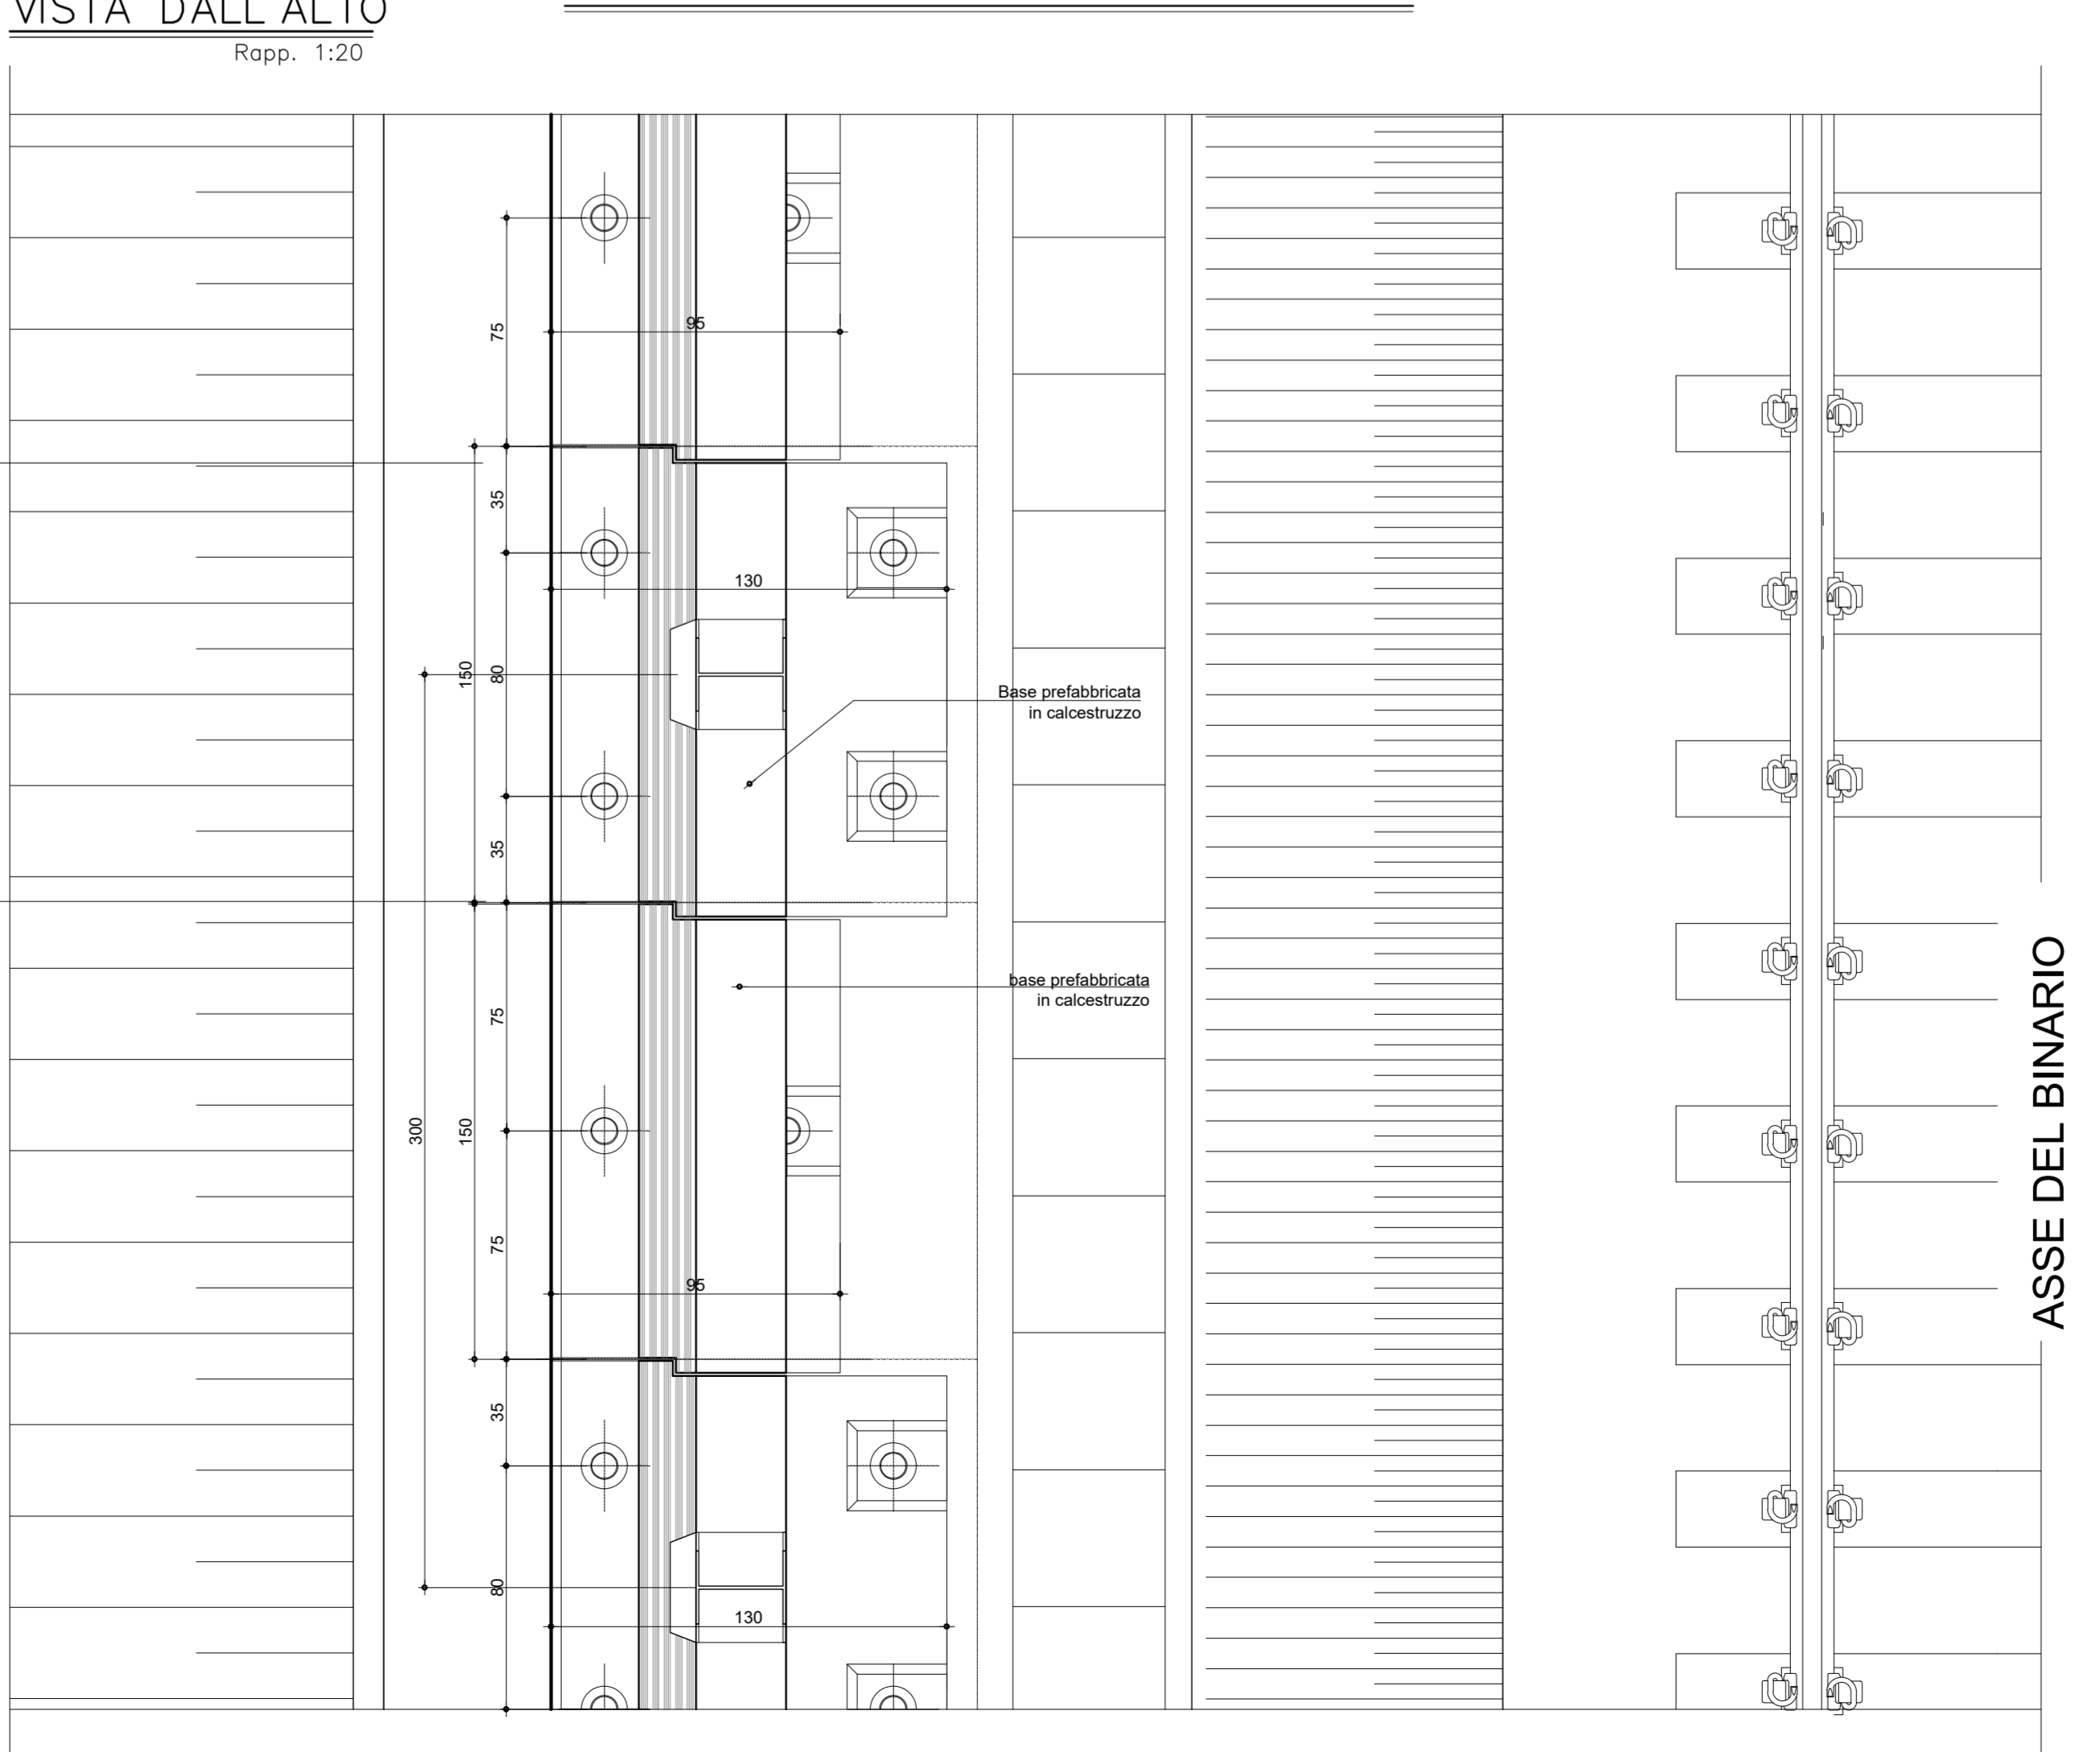 VISTA DALL'ALTO
Rapp. 1:20
75
95
35
130
150
80
Base prefabbricata
in calcestruzzo
35
base prefabbricata
in calcestruzzo
75
300
150
75
95
35
80
130
ASSE DEL BINARIO